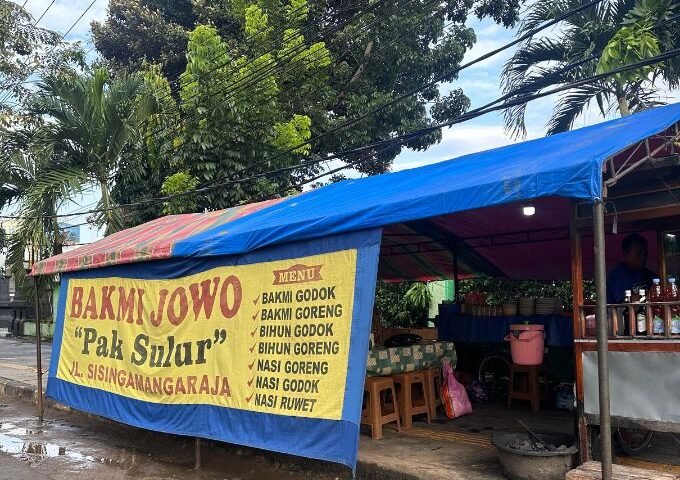 BAKMI JOWO
"Pak Sulur"
JL. SISINGAMANGARAJA
MENU
✓ BAKMI GODOK
✓ BAKMI GORENG
✓ BIHUN GODOK
✓ BIHUN GORENG
✓ NASI GORENG
✓ NASI GODOK
✓ NASI RUWET